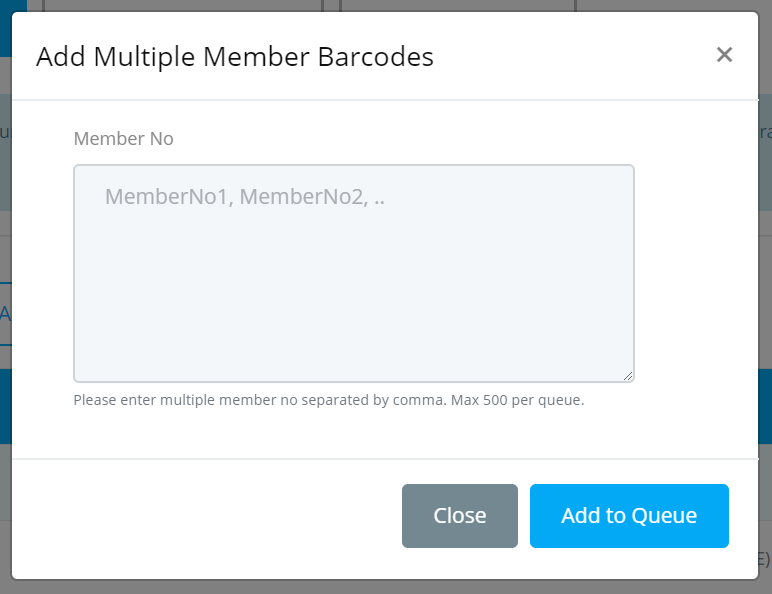 Add Multiple Member Barcodes ×
Member No
MemberNo1, MemberNo2, ..
Please enter multiple member no separated by comma. Max 500 per queue.
Close Add to Queue